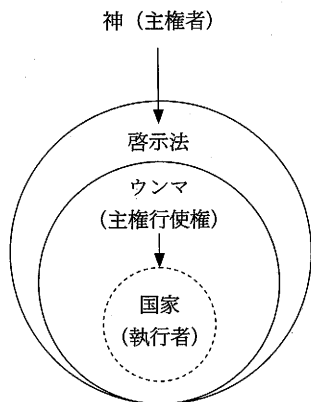 神（主権者）
啓示法
ウンマ
（主権行使権）
国家
（執行者）